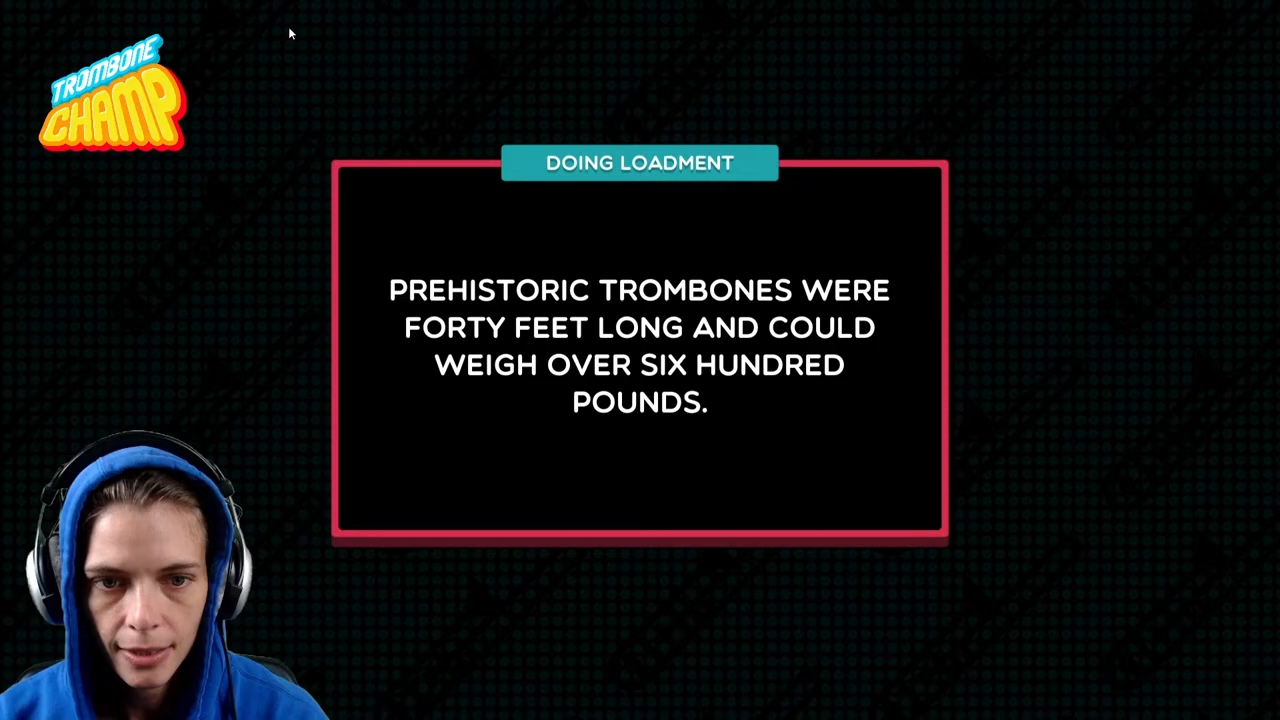 TROMBONE
CHAMP
DOING LOADMENT
PREHISTORIC TROMBONES WERE
FORTY FEET LONG AND COULD
WEIGH OVER SIX HUNDRED
POUNDS.